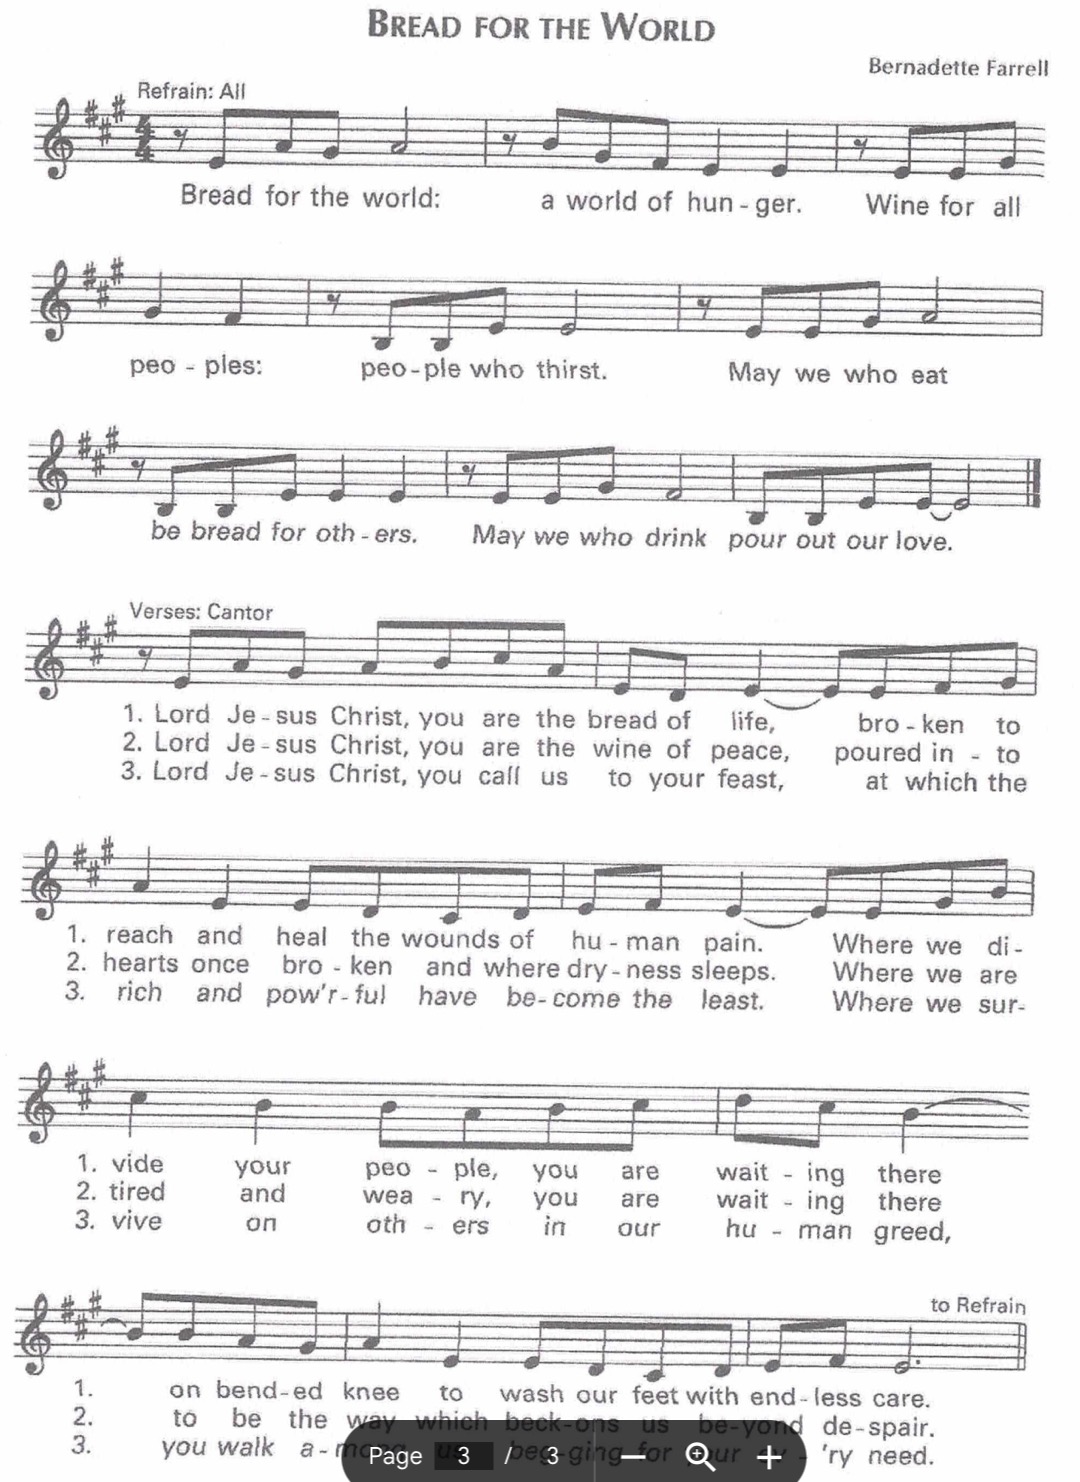 BREAD FOR THE WORLD
Bernadette Farrell
Refrain: All
Bread for the world: a world of hun - ger. Wine for all
peo - ples: peo - ple who thirst. May we who eat
be bread for oth - ers. May we who drink pour out our love.
Verses: Cantor
1. Lord Je - sus Christ, you are the bread of life, bro - ken to
2. Lord Je - sus Christ, you are the wine of peace, poured in - to
3. Lord Je - sus Christ, you call us to your feast, at which the
1. reach and heal the wounds of hu - man pain. Where we di -
2. hearts once bro - ken and where dry - ness sleeps. Where we are
3. rich and pow'r - ful have be - come the least. Where we sur-
1. vide your peo - ple, you are wait - ing there
2. tired and wea - ry, you are wait - ing there
3. vive on oth - ers in our hu - man greed,
to Refrain
1. on bend - ed knee to wash our feet with end - less care.
2. to be the way which beck - ons us be - yond de - spair.
3. you walk a - mong us beg - ging for 'ry need.
Page 3 / 3